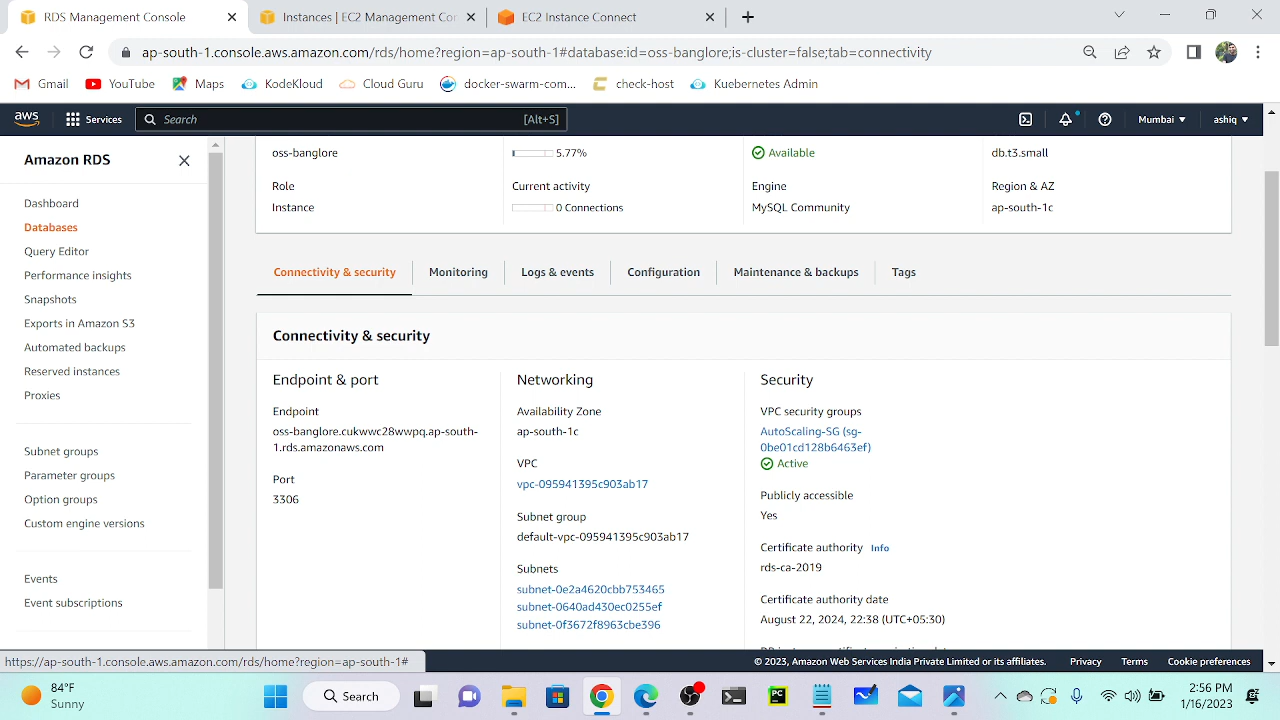 RDS Management Console
Instances | EC2 Management Co
EC2 Instance Connect
ap-south-1.console.aws.amazon.com/rds/home?region=ap-south-1#database:id=oss-banglore;is-cluster=false;tab=connectivity
Gmail
YouTube
Maps
KodeKloud
Cloud Guru
docker-swarm-com...
check-host
Kuebernetes Admin
aws
Services
Search
[Alt+S]
Mumbai
ashiq
Amazon RDS
Dashboard
Databases
Query Editor
Performance insights
Snapshots
Exports in Amazon S3
Automated backups
Reserved instances
Proxies
Subnet groups
Parameter groups
Option groups
Custom engine versions
Events
Event subscriptions
oss-banglore
5.77%
Available
db.t3.small
Role
Current activity
Engine
Region & AZ
Instance
0 Connections
MySQL Community
ap-south-1c
Connectivity & security
Monitoring
Logs & events
Configuration
Maintenance & backups
Tags
Connectivity & security
Endpoint & port
Endpoint
oss-banglore.cukwwc28wwpq.ap-south-
1.rds.amazonaws.com
Port
3306
Networking
Availability Zone
ap-south-1c
VPC
vpc-095941395c903ab17
Subnet group
default-vpc-095941395c903ab17
Subnets
subnet-0e2a4620cbb753465
subnet-0640ad430ec0255ef
subnet-0f3672f8963cbe396
Security
VPC security groups
AutoScaling-SG (sg-
0be01cd128b6463ef)
Active
Publicly accessible
Yes
Certificate authority Info
rds-ca-2019
Certificate authority date
August 22, 2024, 22:38 (UTC+05:30)
https://ap-south-1.console.aws.amazon.com/rds/home?region=ap-south-1#
© 2023, Amazon Web Services India Private Limited or its affiliates.
Privacy
Terms
Cookie preferences
84°F
Sunny
Search
PC
2:56 PM
1/16/2023